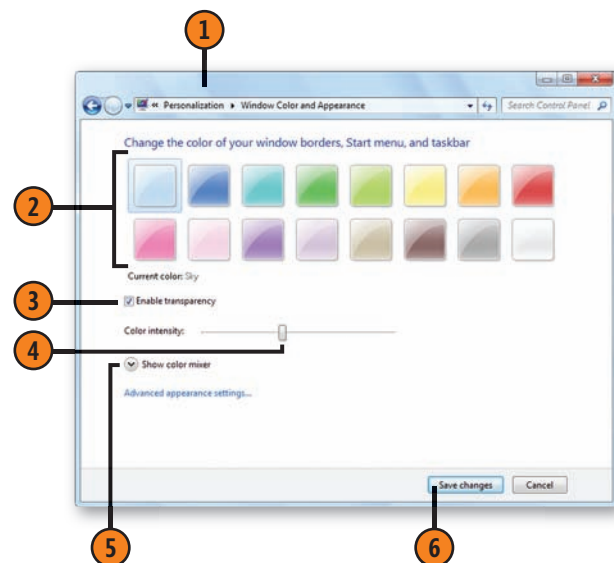 1
« Personalization ▸ Window Color and Appearance
Search Control Panel
Change the color of your window borders, Start menu, and taskbar
2
Current color: Sky
3
Enable transparency
Color intensity:
4
Show color mixer
Advanced appearance settings...
Save changes
Cancel
5
6